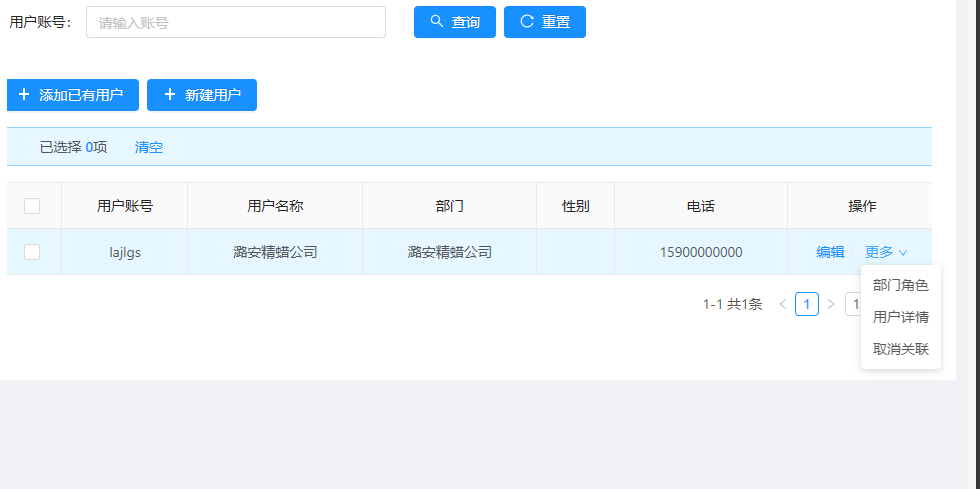 用户账号： 请输入账号 查询 重置
添加已有用户 新建用户
已选择 0项 清空
用户账号 用户名称 部门 性别 电话 操作
lajlgs 潞安精蜡公司 潞安精蜡公司 15900000000 编辑 更多
部门角色
1-1 共1条 1
用户详情
取消关联